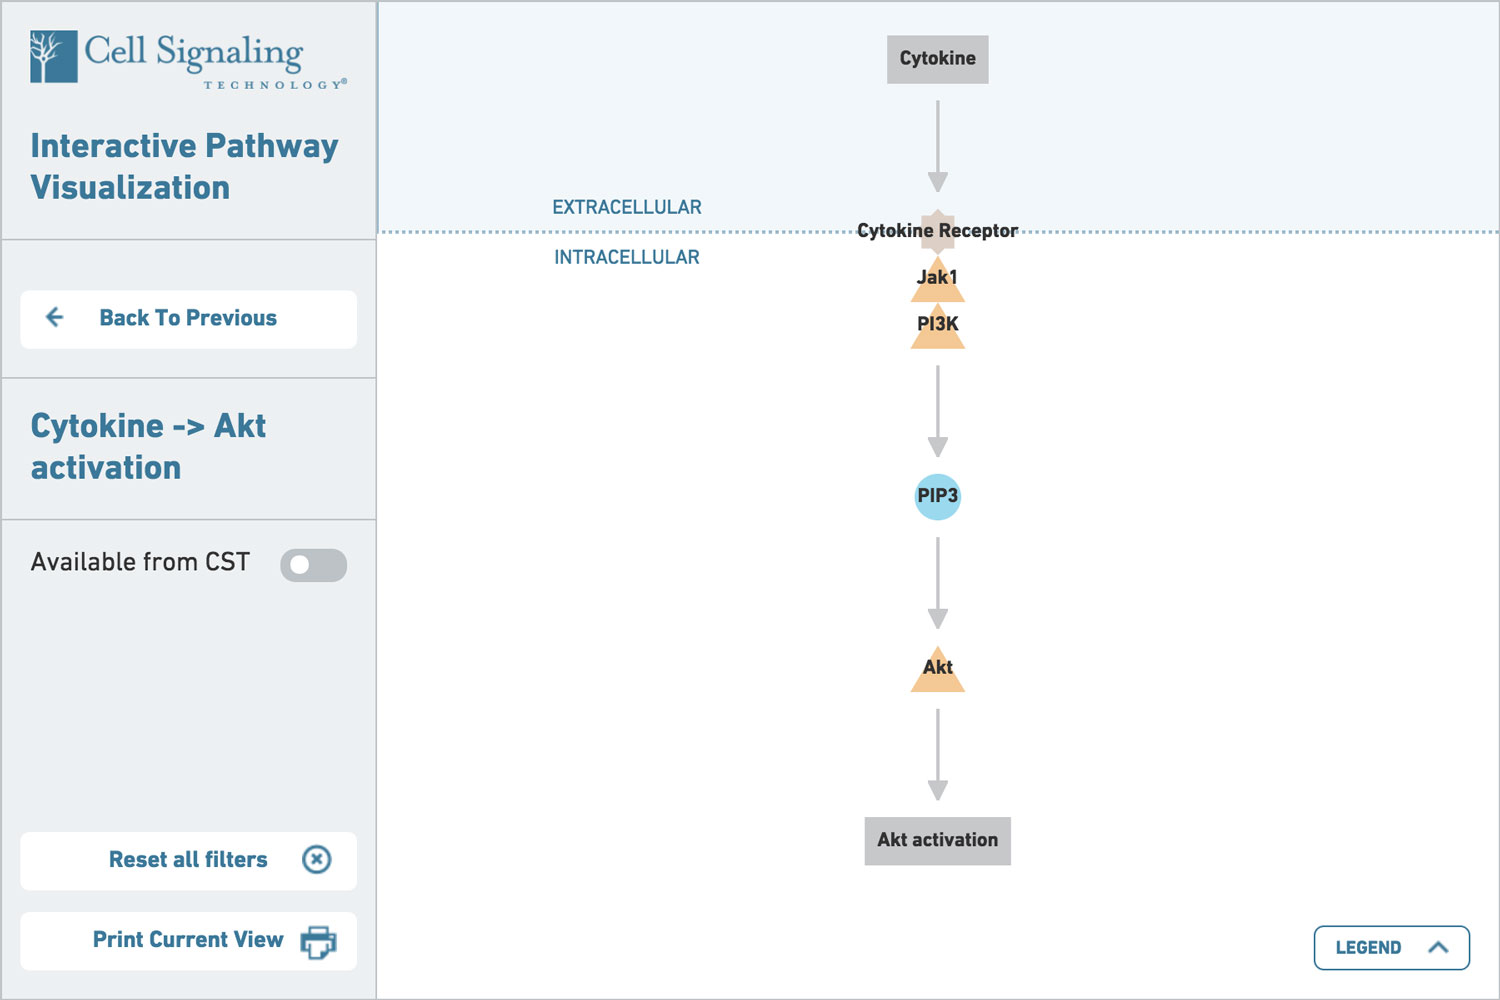 Cell Signaling
TECHNOLOGY®
Interactive Pathway
Visualization
Back To Previous
Cytokine -> Akt
activation
Available from CST
Reset all filters
Print Current View
Cytokine
EXTRACELLULAR
Cytokine Receptor
INTRACELLULAR
Jak1
PI3K
PIP3
Akt
Akt activation
LEGEND